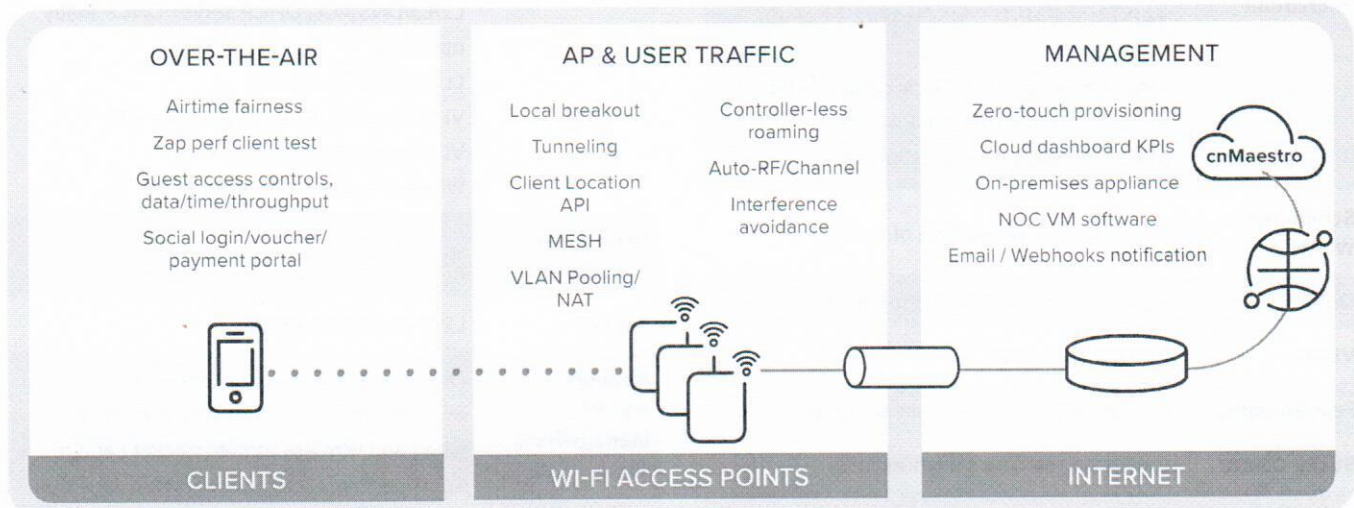 OVER-THE-AIR
Airtime fairness
Zap perf client test
Guest access controls,
data/time/throughput
Social login/voucher/
payment portal
CLIENTS
AP & USER TRAFFIC
Local breakout
Tunneling
Client Location
API
MESH
VLAN Pooling/
NAT
Controller-less
roaming
Auto-RF/Channel
Interference
avoidance
WI-FI ACCESS POINTS
MANAGEMENT
Zero-touch provisioning
Cloud dashboard KPIs
On-premises appliance
NOC VM software
Email / Webhooks notification
cnMaestro
INTERNET